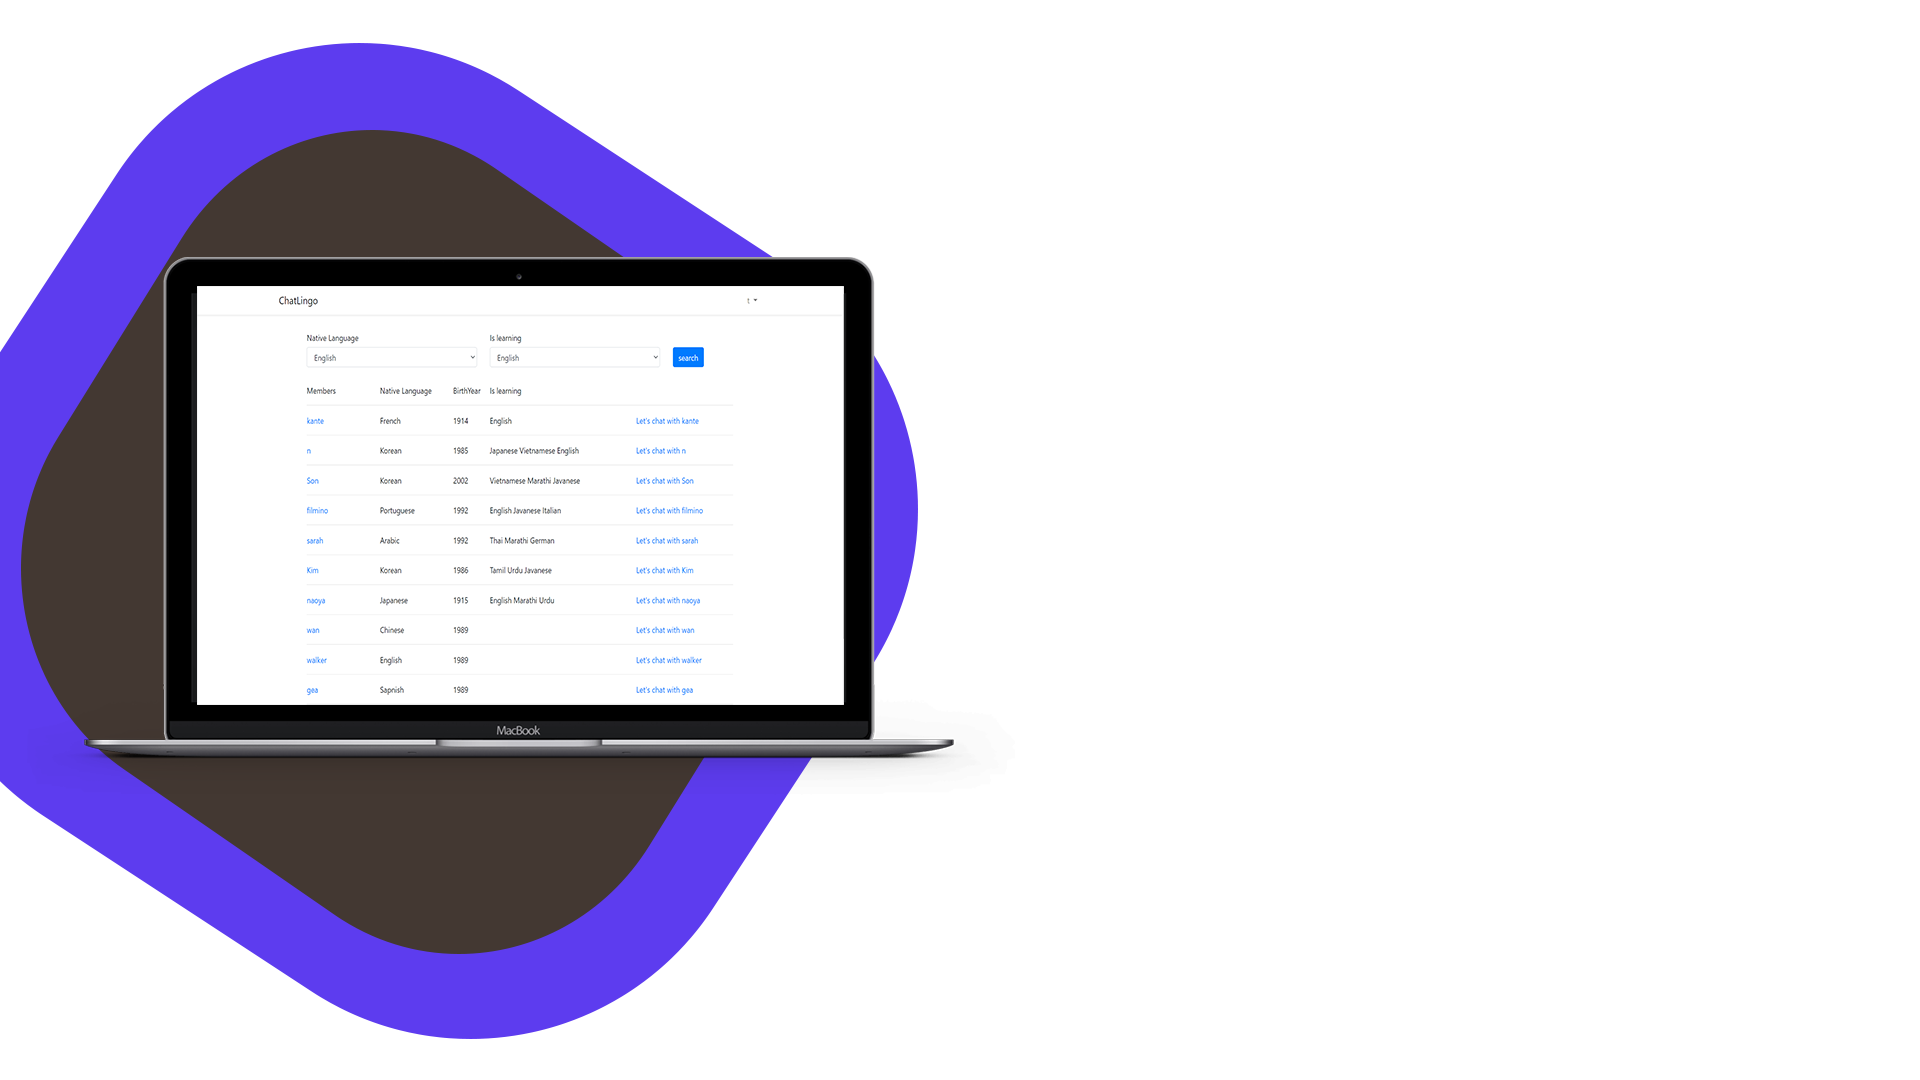 ChatLingo t
Native Language Is learning
English English search
Members Native Language BirthYear Is learning
kante French 1914 English Let's chat with kante
n Korean 1985 Japanese Vietnamese English Let's chat with n
Son Korean 2002 Vietnamese Marathi Javanese Let's chat with Son
filmino Portuguese 1992 English Javanese Italian Let's chat with filmino
sarah Arabic 1992 Thai Marathi German Let's chat with sarah
Kim Korean 1986 Tamil Urdu Javanese Let's chat with Kim
naoya Japanese 1915 English Marathi Urdu Let's chat with naoya
wan Chinese 1989 Let's chat with wan
walker English 1989 Let's chat with walker
gea Sapnish 1989 Let's chat with gea
MacBook